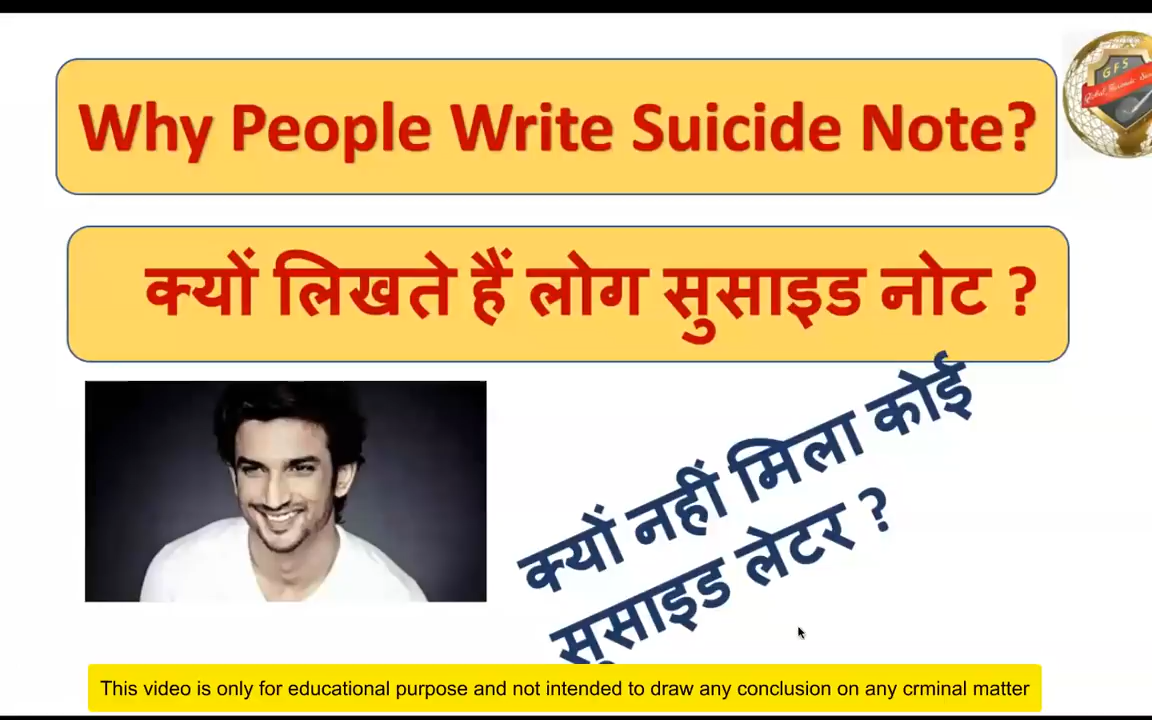 Why People Write Suicide Note?
GFS
क्यों लिखते हैं लोग सुसाइड नोट ?
क्यों नहीं मिला कोई
सुसाइड लेटर ?
This video is only for educational purpose and not intended to draw any conclusion on any crminal matter